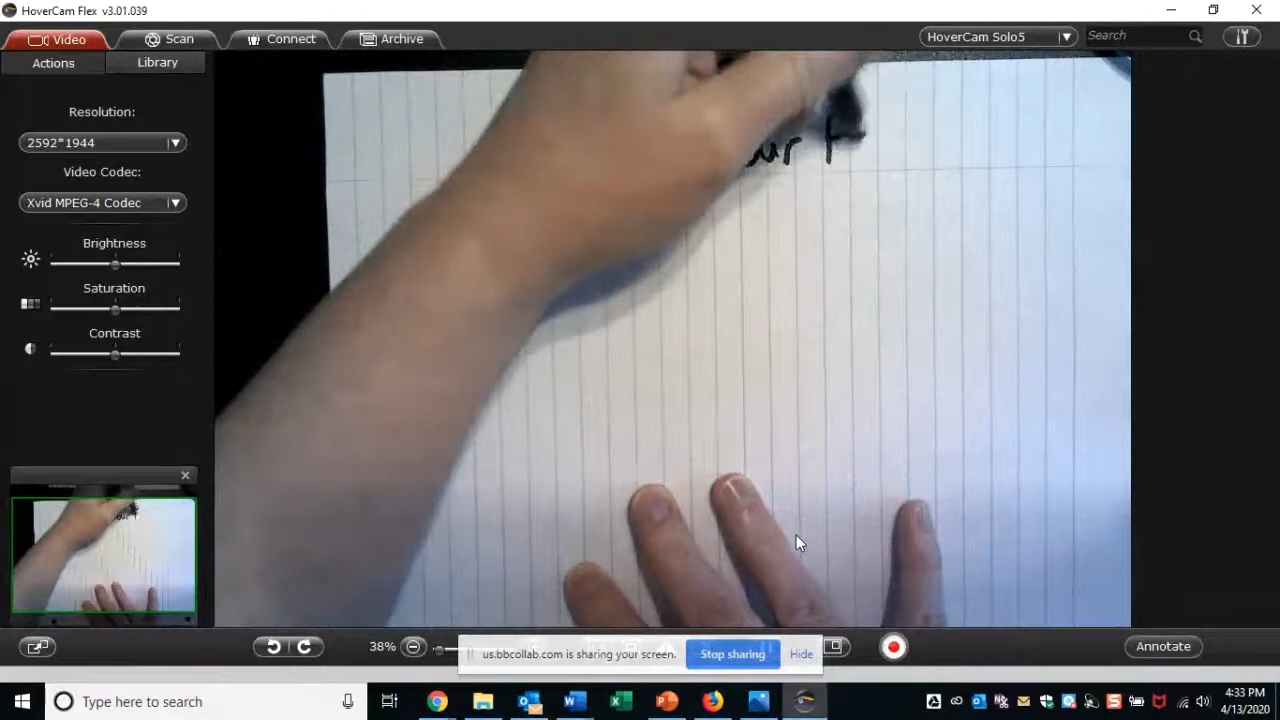 HoverCam Flex v3.01.039
Video
Scan
Connect
Archive
HoverCam Solo5
Search
Actions
Library
Resolution:
2592*1944
Video Codec:
Xvid MPEG-4 Codec
Brightness
Saturation
Contrast
38%
us.bbcollab.com is sharing your screen.
Stop sharing
Hide
Annotate
Type here to search
4:33 PM
4/13/2020